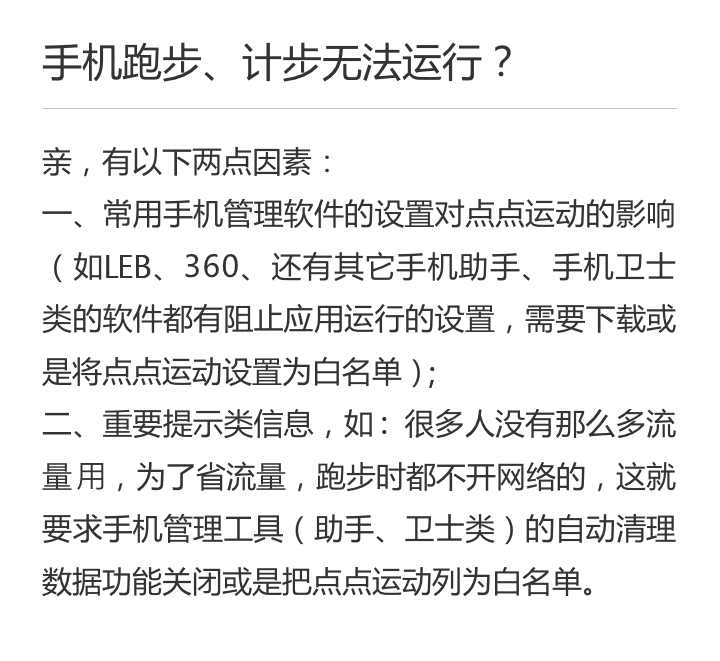 手机跑步、计步无法运行？
亲，有以下两点因素：
一、常用手机管理软件的设置对点点运动的影响
（如LEB、360、还有其它手机助手、手机卫士
类的软件都有阻止应用运行的设置，需要下载或
是将点点运动设置为白名单）;
二、重要提示类信息，如：很多人没有那么多流
量用，为了省流量，跑步时都不开网络的，这就
要求手机管理工具（助手、卫士类）的自动清理
数据功能关闭或是把点点运动列为白名单。